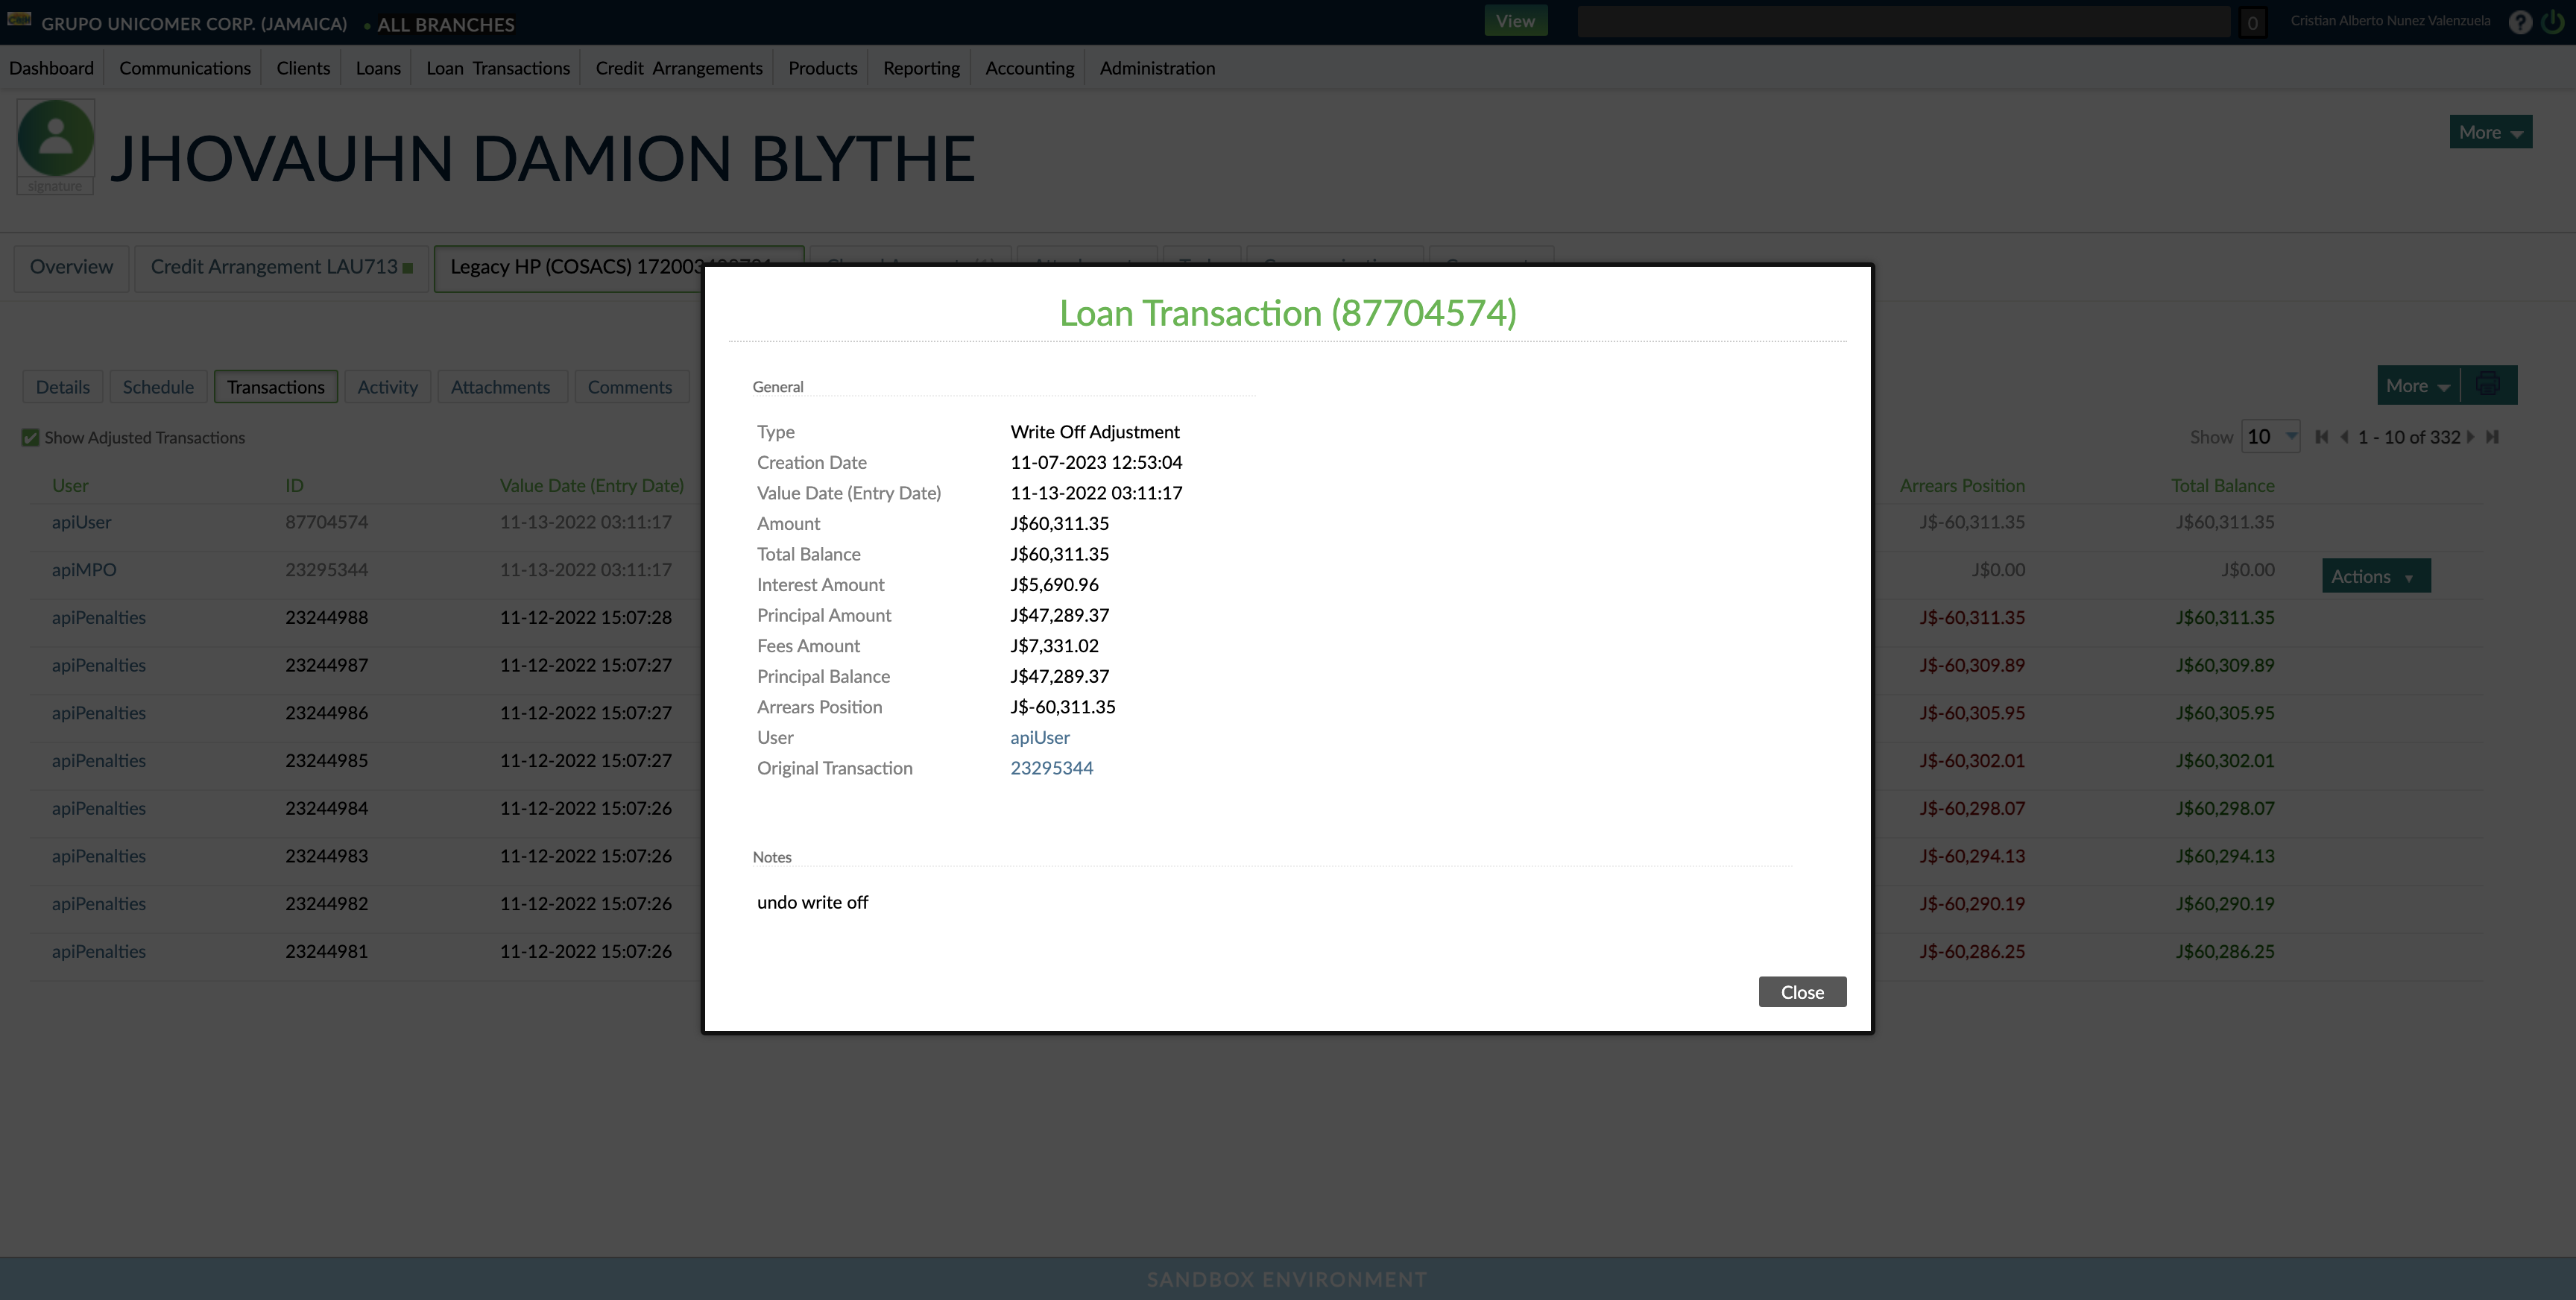 GRUPO UNICOMER CORP. (JAMAICA) • ALL BRANCHES View 0 Cristian Alberto Nunez Valenzuela ?
Dashboard Communications Clients Loans Loan Transactions Credit Arrangements Products Reporting Accounting Administration
signature
JHOVAUHN DAMION BLYTHE
More
Overview Credit Arrangement LAU713 Legacy HP (COSACS)
Loan Transaction (87704574)
General
Type Write Off Adjustment
Creation Date 11-07-2023 12:53:04
Value Date (Entry Date) 11-13-2022 03:11:17
Amount J$60,311.35
Total Balance J$60,311.35
Interest Amount J$5,690.96
Principal Amount J$47,289.37
Fees Amount J$7,331.02
Principal Balance J$47,289.37
Arrears Position J$-60,311.35
User apiUser
Original Transaction 23295344
Notes
undo write off
Close
Details Schedule Transactions Activity Attachments Comments More
Show Adjusted Transactions Show 10 1 - 10 of 332
User ID Value Date (Entry Date) Arrears Position Total Balance
apiUser 87704574 11-13-2022 03:11:17 J$-60,311.35 J$60,311.35
apiMPO 23295344 11-13-2022 03:11:17 J$0.00 J$0.00 Actions
apiPenalties 23244988 11-12-2022 15:07:28 J$-60,311.35 J$60,311.35
apiPenalties 23244987 11-12-2022 15:07:27 J$-60,309.89 J$60,309.89
apiPenalties 23244986 11-12-2022 15:07:27 J$-60,305.95 J$60,305.95
apiPenalties 23244985 11-12-2022 15:07:27 J$-60,302.01 J$60,302.01
apiPenalties 23244984 11-12-2022 15:07:26 J$-60,298.07 J$60,298.07
apiPenalties 23244983 11-12-2022 15:07:26 J$-60,294.13 J$60,294.13
apiPenalties 23244982 11-12-2022 15:07:26 J$-60,290.19 J$60,290.19
apiPenalties 23244981 11-12-2022 15:07:26 J$-60,286.25 J$60,286.25
SANDBOX ENVIRONMENT